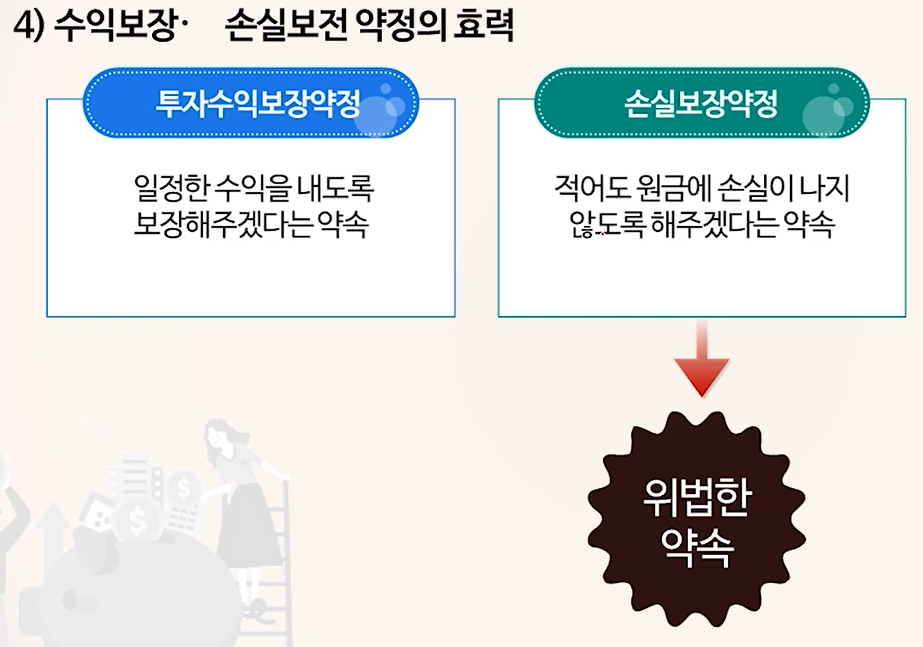 4) 수익보장· 손실보전 약정의 효력
투자수익보장약정
일정한 수익을 내도록
보장해주겠다는 약속
손실보장약정
적어도 원금에 손실이 나지
않도록 해주겠다는 약속
위법한
약속
$
$